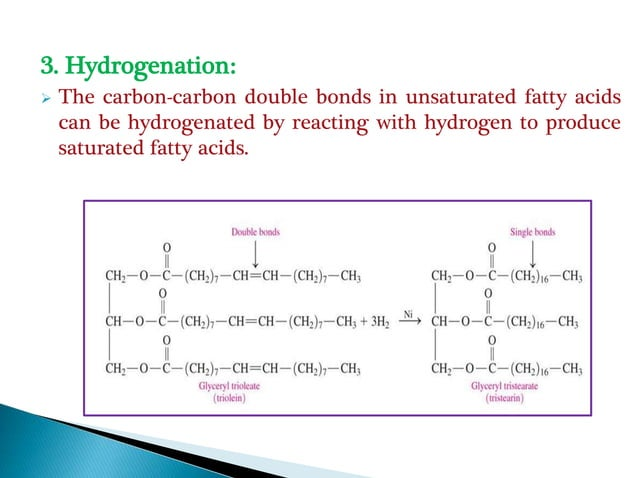 3. Hydrogenation:
➢ The carbon-carbon double bonds in unsaturated fatty acids
can be hydrogenated by reacting with hydrogen to produce
saturated fatty acids.
Double bonds Single bonds
O O
CH₂—O—C—(CH₂)₇—CH=CH—(CH₂)₇—CH₃ CH₂—O—C—(CH₂)₁₆—CH₃
O O
CH—O—C—(CH₂)₇—CH=CH—(CH₂)₇—CH₃ + 3H₂ Ni→ CH—O—C—(CH₂)₁₆—CH₃
O O
CH₂—O—C—(CH₂)₇—CH=CH—(CH₂)₇—CH₃ CH₂—O—C—(CH₂)₁₆—CH₃
Glyceryl trioleate Glyceryl tristearate
(triolein) (tristearin)